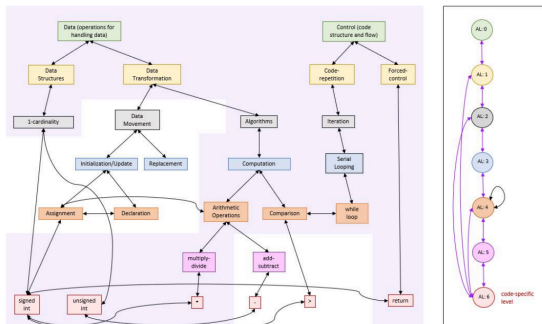 Data (operations for
handling data)
Control (code
structure and flow)
Data
Structures
Data
Transformation
Code-
repetition
Forced-
control
1-cardinality
Data
Movement
Algorithms
Iteration
Initialization/Update
Replacement
Computation
Serial
Looping
Assignment
Declaration
Arithmetic
Operations
Comparison
while
loop
multiply-
divide
add-
subtract
signed
int
unsigned
int
*
-
>
return
AL: 0
AL: 1
AL: 2
AL: 3
AL: 4
AL: 5
AL: 6
code-specific
level